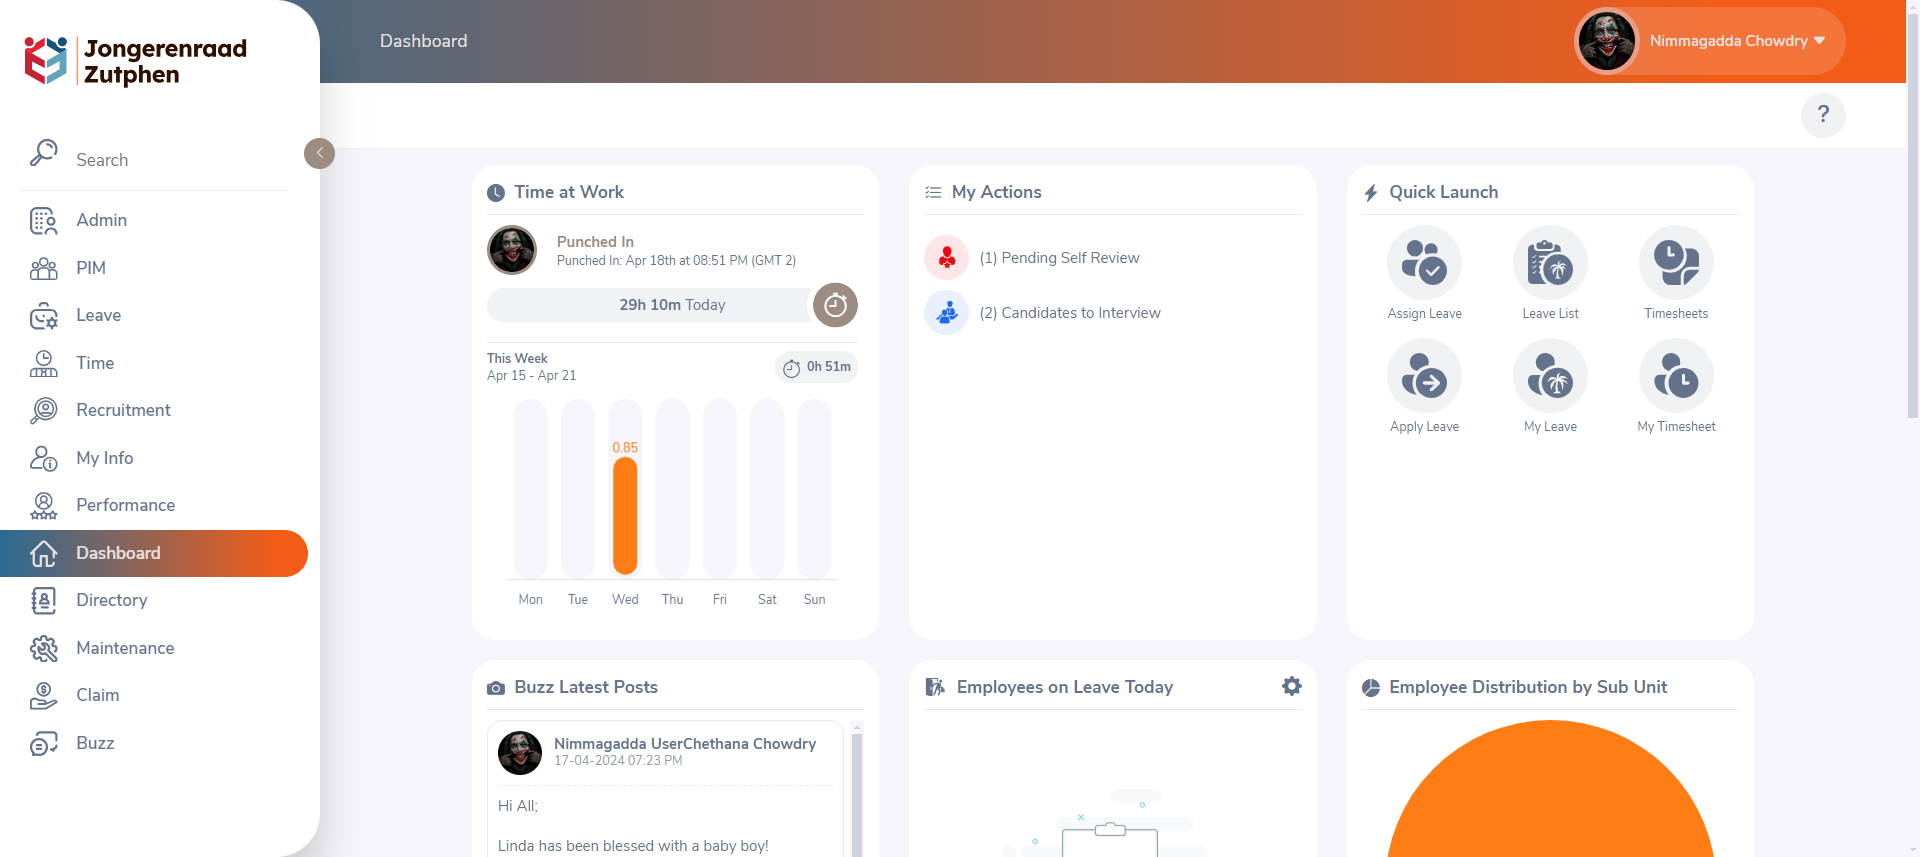 Jongerenraad
Zutphen
Dashboard
Nimmagadda Chowdry
?
Search
Admin
PIM
Leave
Time
Recruitment
My Info
Performance
Dashboard
Directory
Maintenance
Claim
Buzz
Time at Work
Punched In
Punched In: Apr 18th at 08:51 PM (GMT 2)
29h 10m Today
This Week
Apr 15 - Apr 21
0h 51m
0.85
Mon Tue Wed Thu Fri Sat Sun
My Actions
(1) Pending Self Review
(2) Candidates to Interview
Quick Launch
Assign Leave
Leave List
Timesheets
Apply Leave
My Leave
My Timesheet
Buzz Latest Posts
Nimmagadda UserChethana Chowdry
17-04-2024 07:23 PM
Hi All;
Linda has been blessed with a baby boy!
Employees on Leave Today
Employee Distribution by Sub Unit